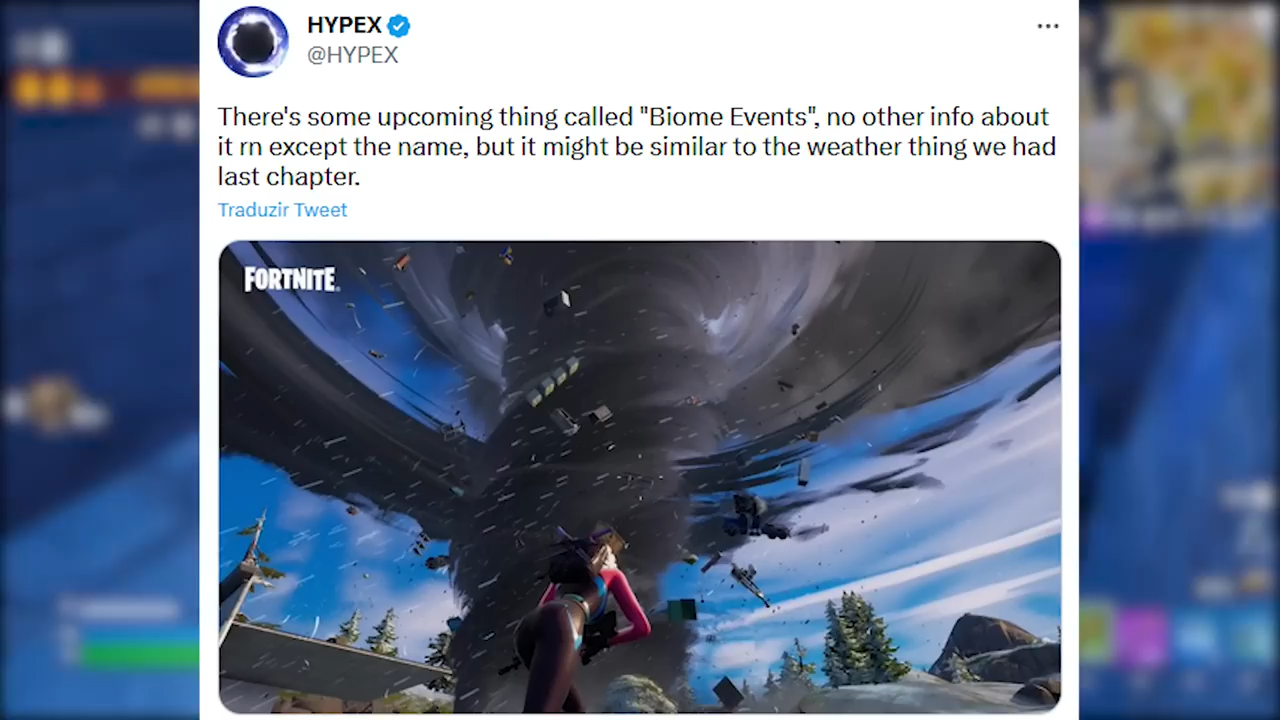 HYPEX
@HYPEX
There's some upcoming thing called "Biome Events", no other info about
it rn except the name, but it might be similar to the weather thing we had
last chapter.
Traduzir Tweet
FORTNITE